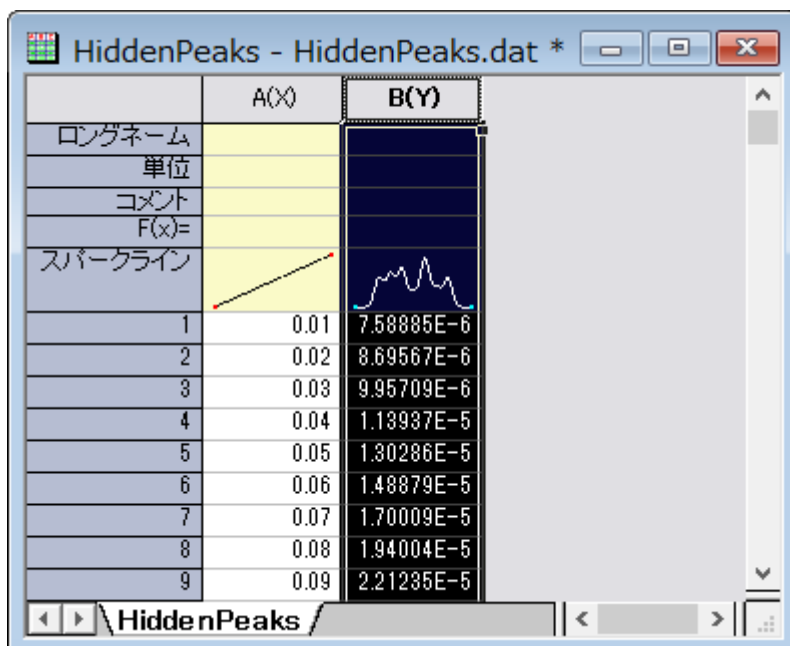 HiddenPeaks - HiddenPeaks.dat *
A(X) B(Y)
ロングネーム
単位
コメント
F(x)=
スパークライン
1 0.01 7.58885E-6
2 0.02 8.69567E-6
3 0.03 9.95709E-6
4 0.04 1.13937E-5
5 0.05 1.30286E-5
6 0.06 1.48879E-5
7 0.07 1.70009E-5
8 0.08 1.94004E-5
9 0.09 2.21235E-5
HiddenPeaks